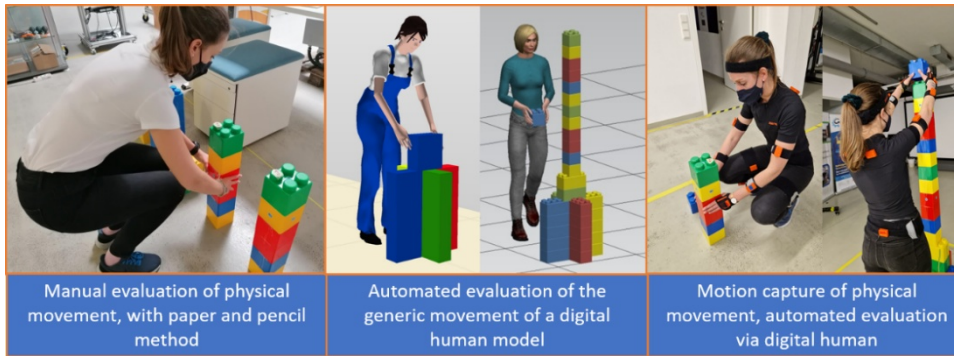 Manual evaluation of physical
movement, with paper and pencil
method
Automated evaluation of the
generic movement of a digital
human model
Motion capture of physical
movement, automated evaluation
via digital human